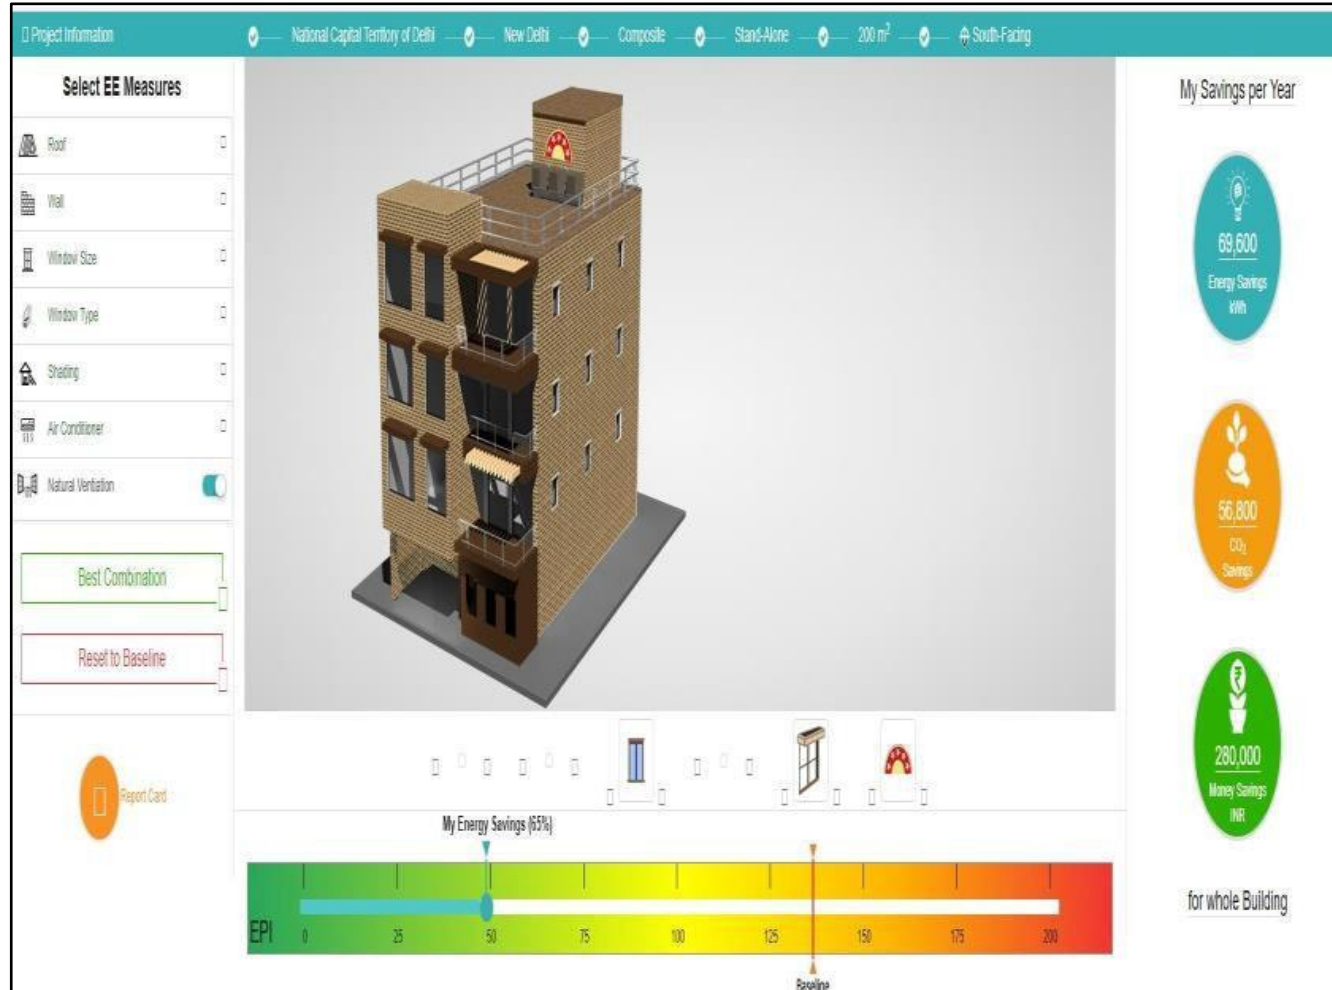 Project Information
National Capital Territory of Delhi
New Delhi
Composite
Stand-Alone
200 m²
South-Facing
Select EE Measures
Roof
Wall
Window Size
Window Type
Shading
Air Conditioner
Natural Ventiation
Best Combination
Reset to Baseline
Report Card
My Savings per Year
69,600
Energy Savings
kWh
56,800
CO₂
Savings
280,000
Money Savings
INR
for whole Building
My Energy Savings (65%)
EPI 0 25 50 75 100 125 150 175 200
Baseline